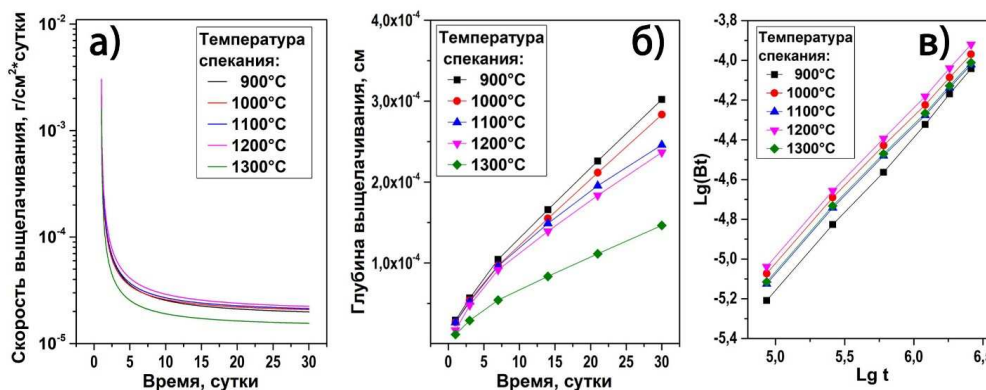 а)
Скорость выщелачивания, г/см²*сутки
10⁻²
10⁻³
10⁻⁴
10⁻⁵
Температура
спекания:
900°C
1000°C
1100°C
1200°C
1300°C
0 5 10 15 20 25 30
Время, сутки
б)
Глубина выщелачивания, см
4,0x10⁻⁴
3,0x10⁻⁴
2,0x10⁻⁴
1,0x10⁻⁴
Температура
спекания:
900°C
1000°C
1100°C
1200°C
1300°C
0 5 10 15 20 25 30
Время, сутки
в)
Lg(Bt)
-4,0
-4,2
-4,4
-4,6
-4,8
-5,0
-5,2
-5,4
Температура
спекания:
900°C
1000°C
1100°C
1200°C
1300°C
5,0 5,5 6,0 6,5
Lg t